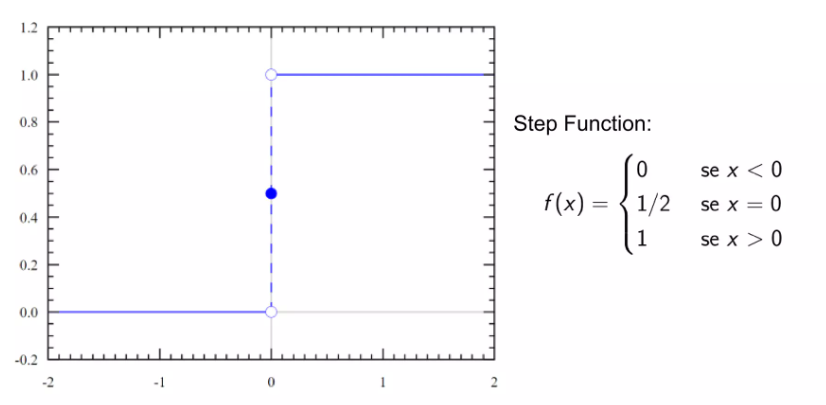 1.2
1.0
0.8
0.6
0.4
0.2
0.0
-0.2
-2 -1 0 1 2
Step Function:
f(x) = { 0 se x < 0
1/2 se x = 0
1 se x > 0